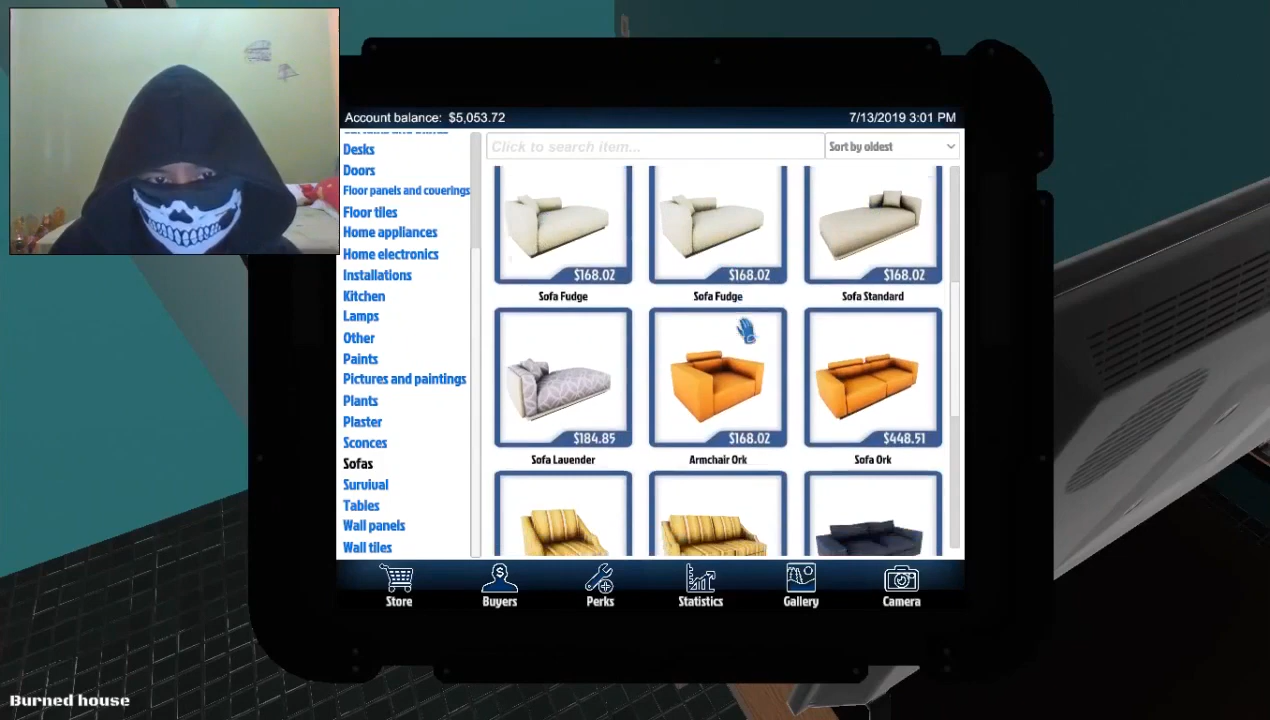 Account balance: $5,053.72
7/13/2019 3:01 PM
Click to search item...
Sort by oldest
Desks
Doors
Floor panels and coverings
Floor tiles
Home appliances
Home electronics
Installations
Kitchen
Lamps
Other
Paints
Pictures and paintings
Plants
Plaster
Sconces
Sofas
Survival
Tables
Wall panels
Wall tiles
$168.02
$168.02
$168.02
Sofa Fudge
Sofa Fudge
Sofa Standard
$184.85
$168.02
$448.51
Sofa Lavender
Armchair Ork
Sofa Ork
Store
Buyers
Perks
Statistics
Gallery
Camera
Burned house